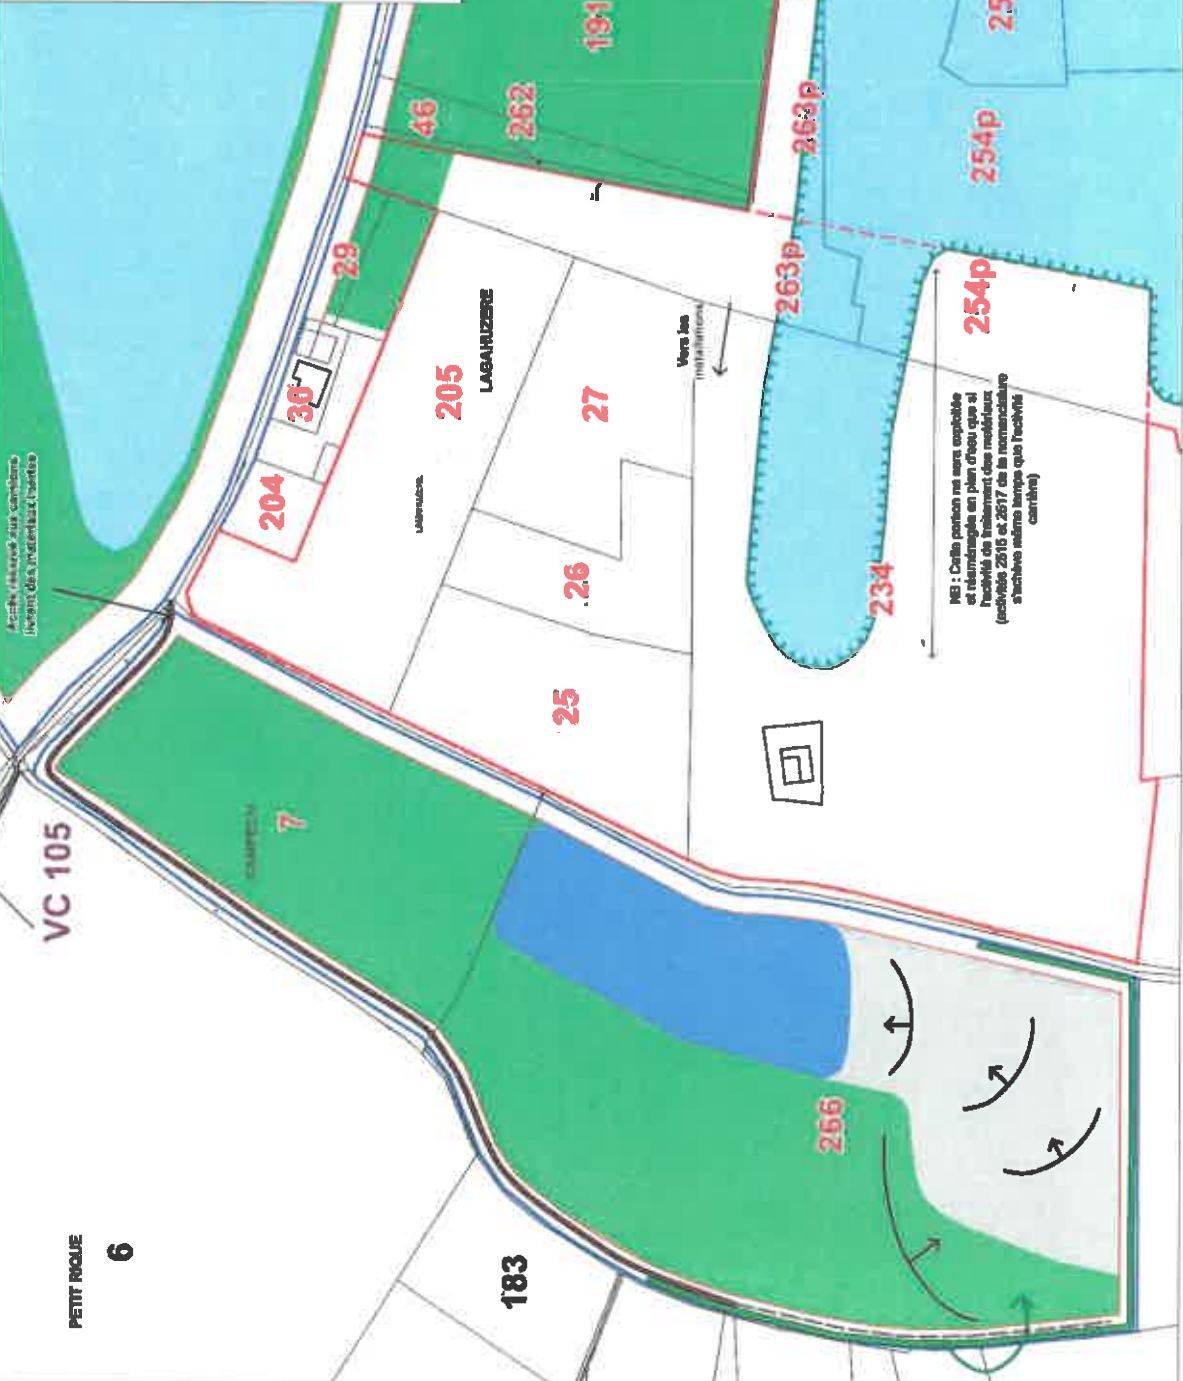 191
46
262
29
263p
254p
30
204
205
LAGAHUZERE
263p
254p
27
Vers les
installations
26
234
NB : Cette portion ne sera exploitée
et réaménagée en plan d'eau que si
l'activité de traitement des matériaux
(activités 2515 et 2517 de la nomenclature
s'achève même temps que l'activité
carrière)
25
7
VC 105
266
PETIT RIQUE
6
183